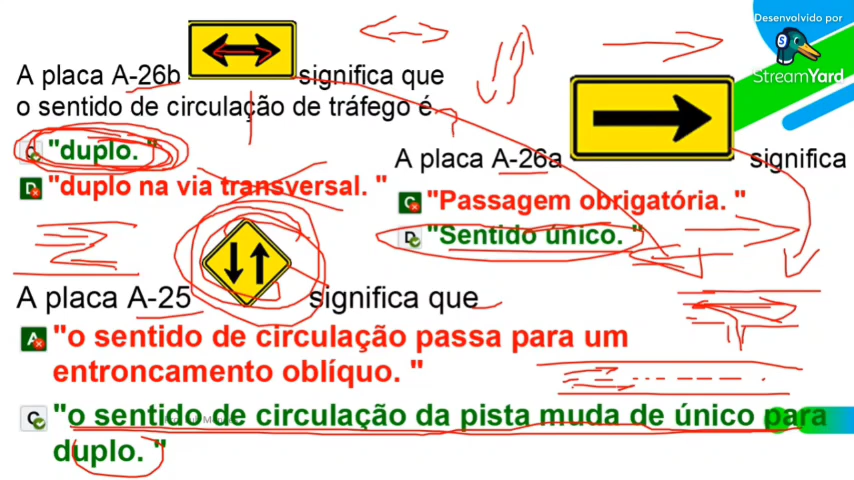 Desenvolvido por
StreamYard
A placa A-26b significa que
o sentido de circulação de tráfego é
C "duplo. "
D "duplo na via transversal. "
A placa A-26a significa
C "Passagem obrigatória. "
D "Sentido único. "
A placa A-25 significa que
A "o sentido de circulação passa para um
entroncamento oblíquo. "
C "o sentido de circulação da pista muda de único para
duplo. "